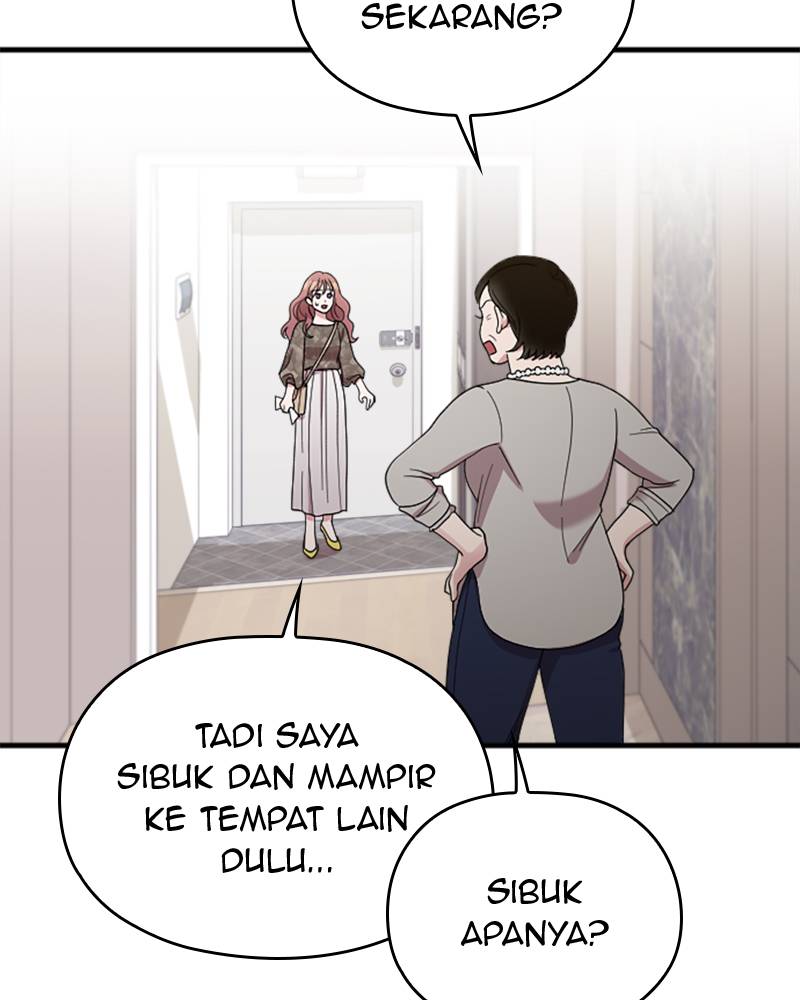 SEKARANG?
TADI SAYA
SIBUK DAN MAMPIR
KE TEMPAT LAIN
DULU...
SIBUK
APANYA?